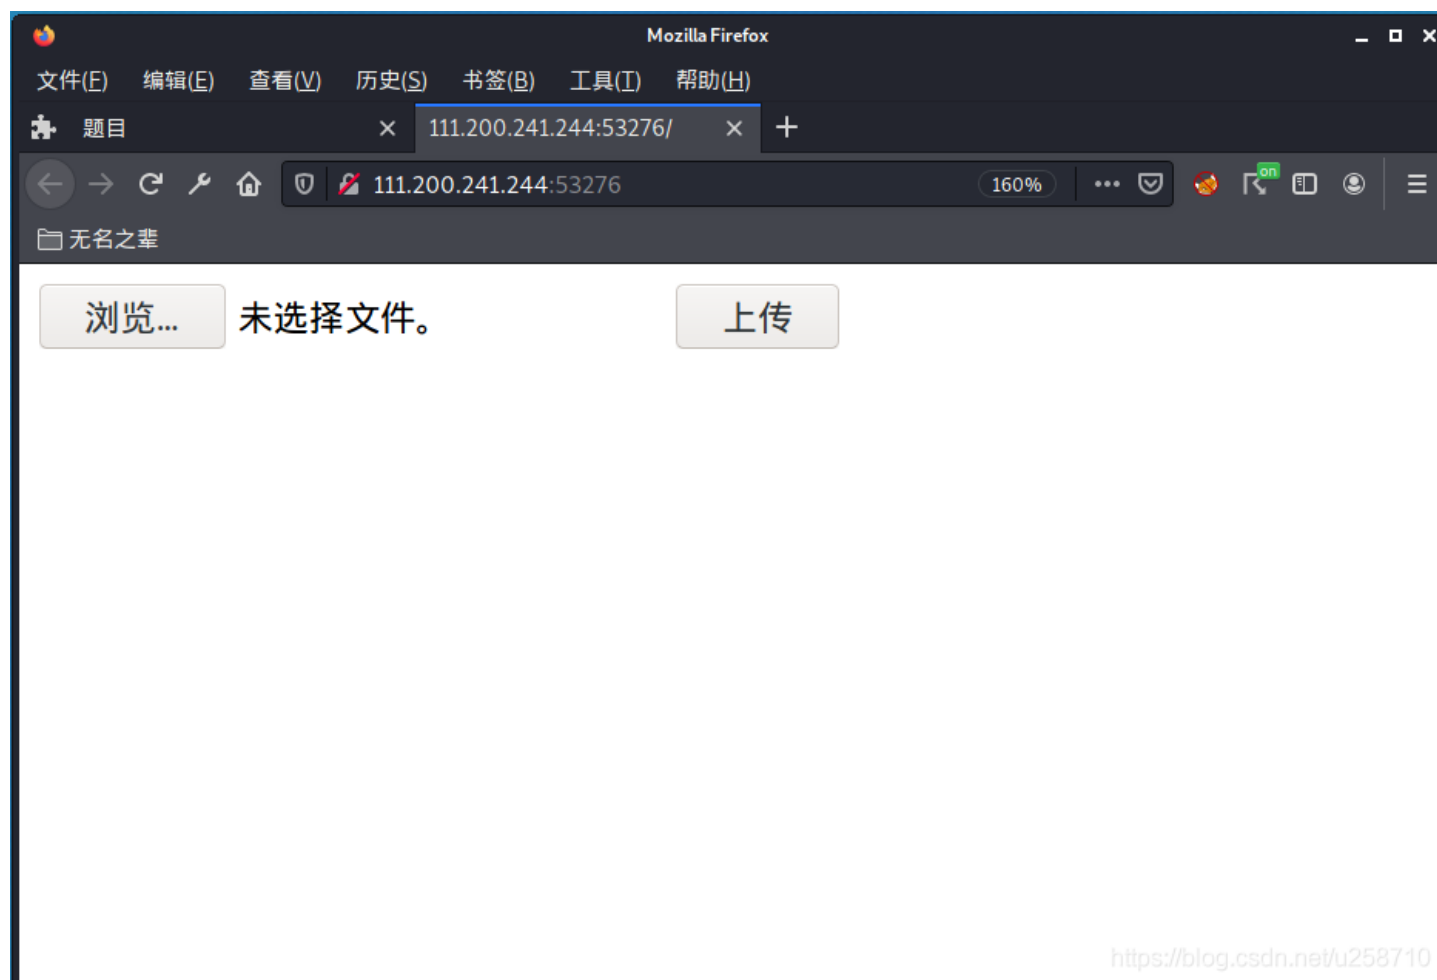 Mozilla Firefox
文件(F) 编辑(E) 查看(V) 历史(S) 书签(B) 工具(T) 帮助(H)
题目 111.200.241.244:53276/
111.200.241.244:53276 160% on
无名之辈
浏览... 未选择文件。 上传
https://blog.csdn.net/u258710